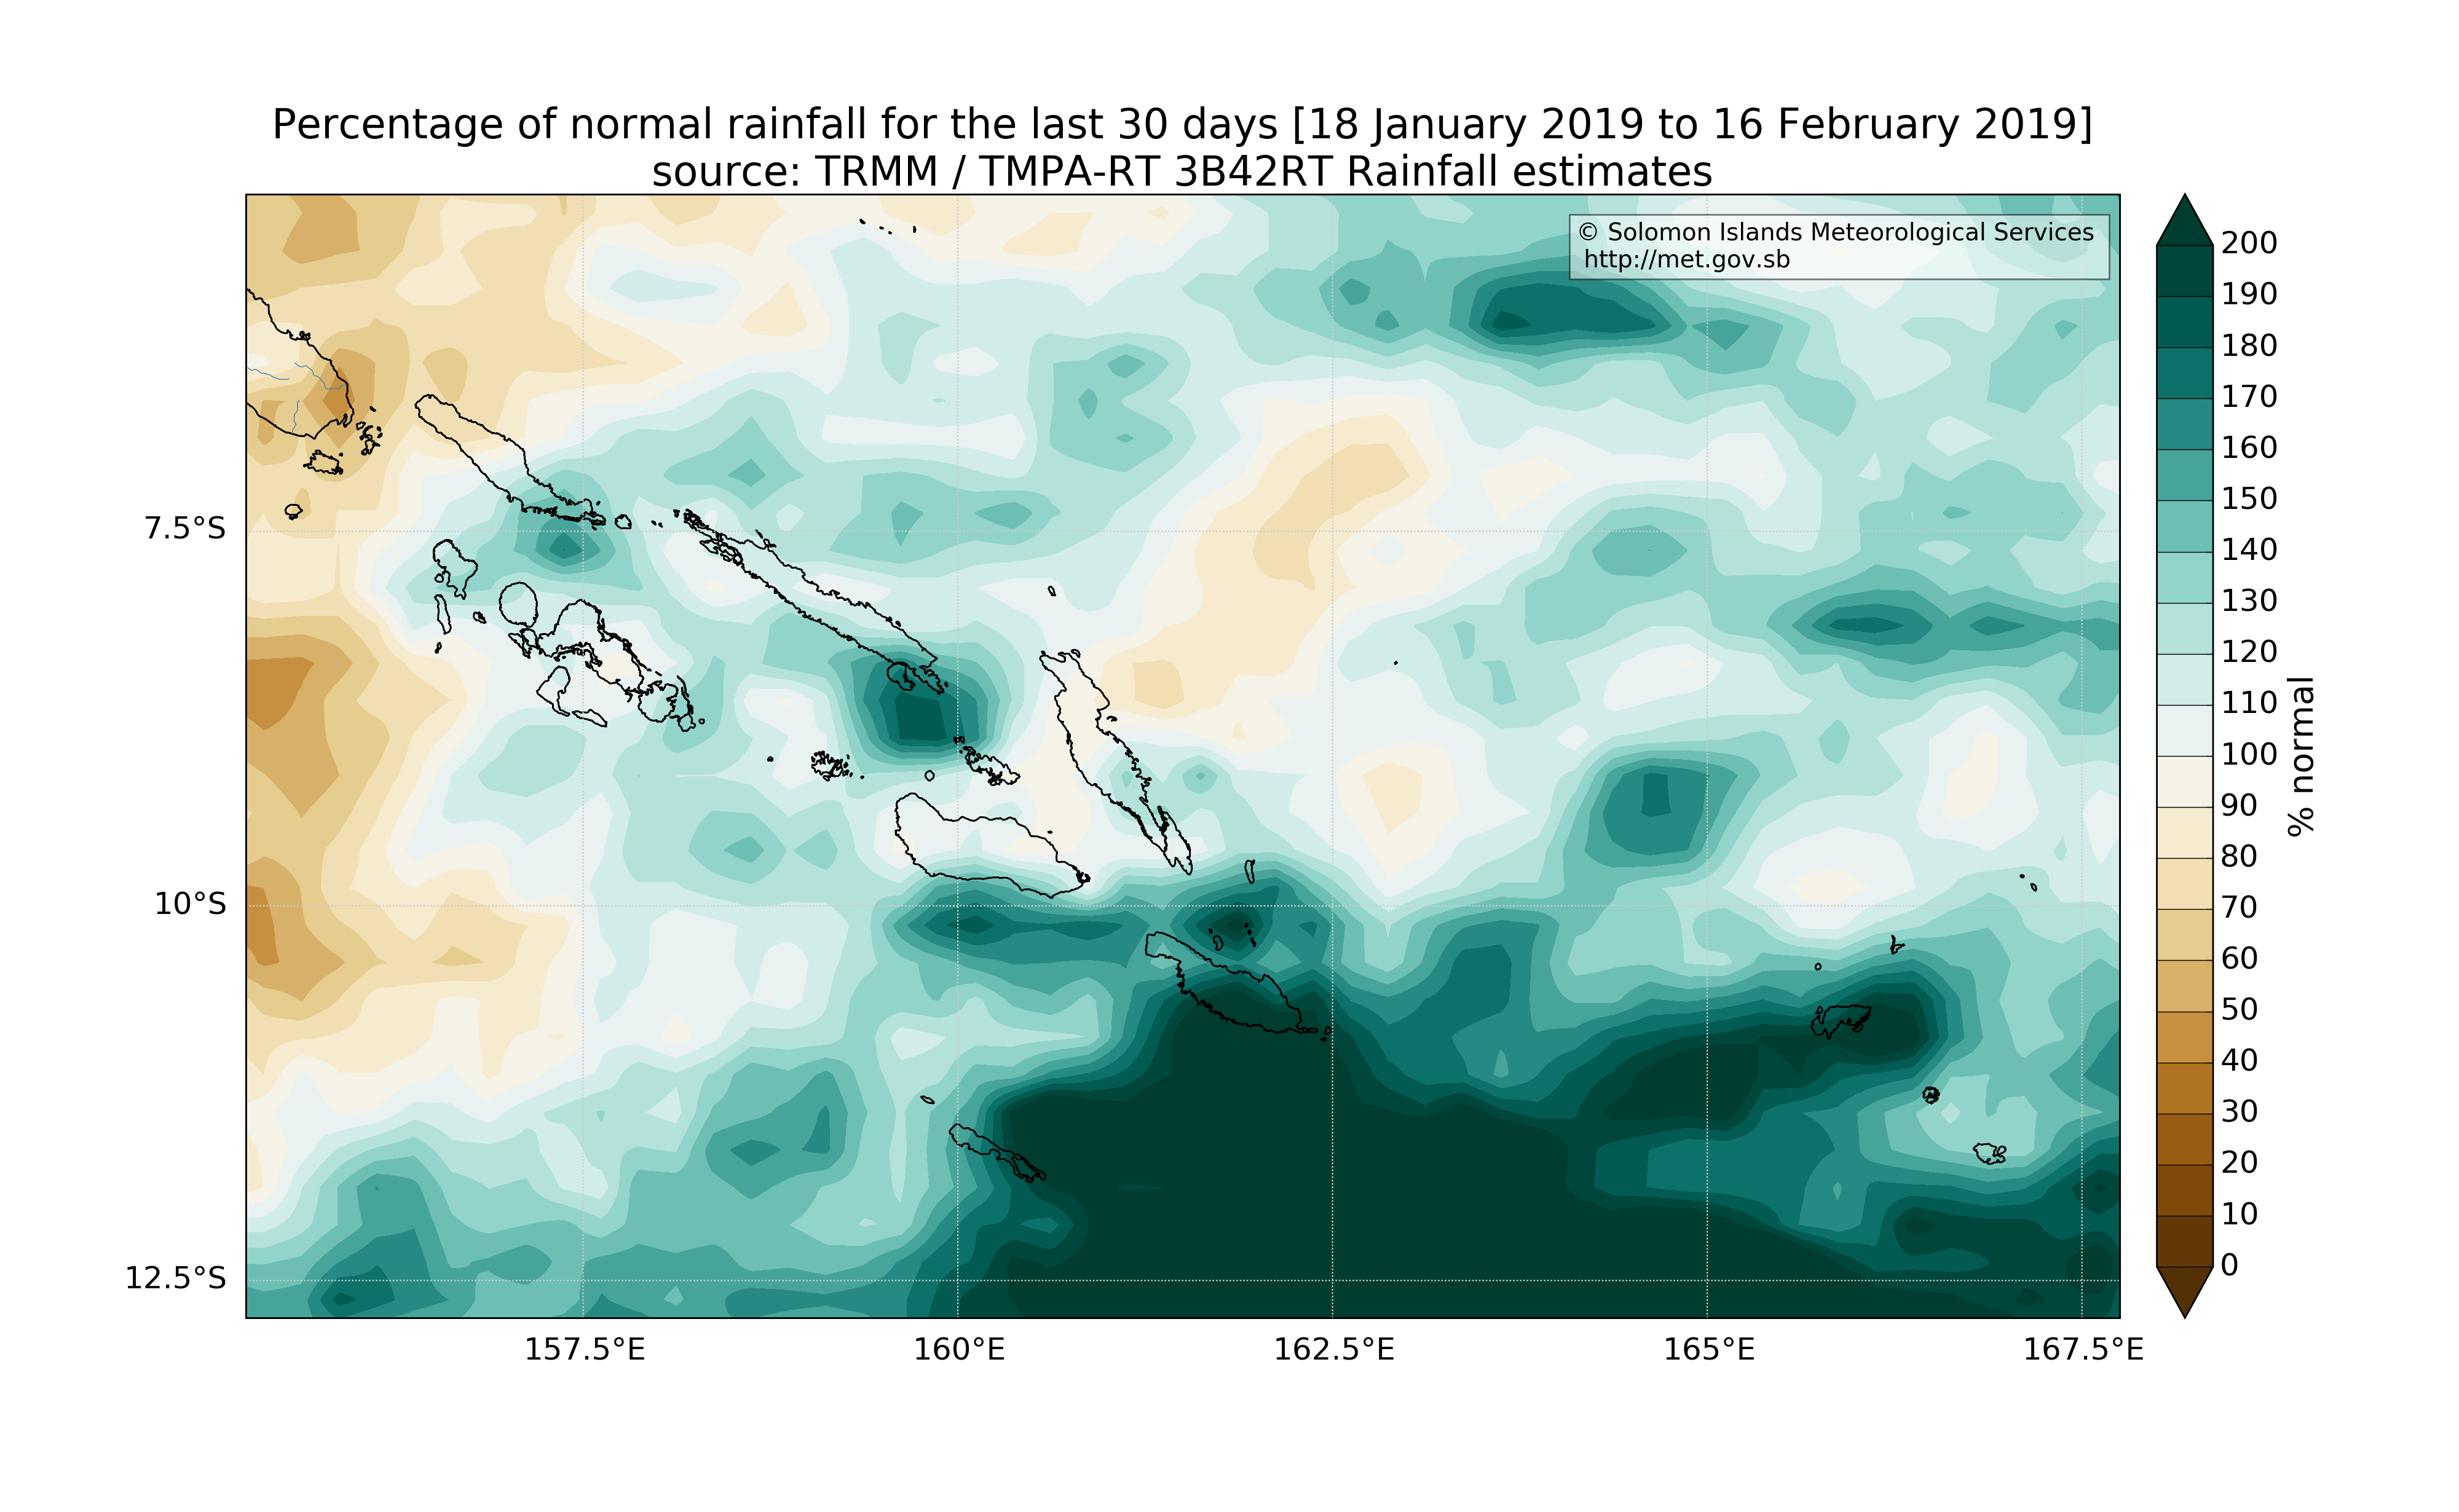 Percentage of normal rainfall for the last 30 days [18 January 2019 to 16 February 2019]
source: TRMM / TMPA-RT 3B42RT Rainfall estimates
© Solomon Islands Meteorological Services
http://met.gov.sb
7.5°S
10°S
12.5°S
157.5°E
160°E
162.5°E
165°E
167.5°E
200
190
180
170
160
150
140
130
120
110
100
90
80
70
60
50
40
30
20
10
0
% normal